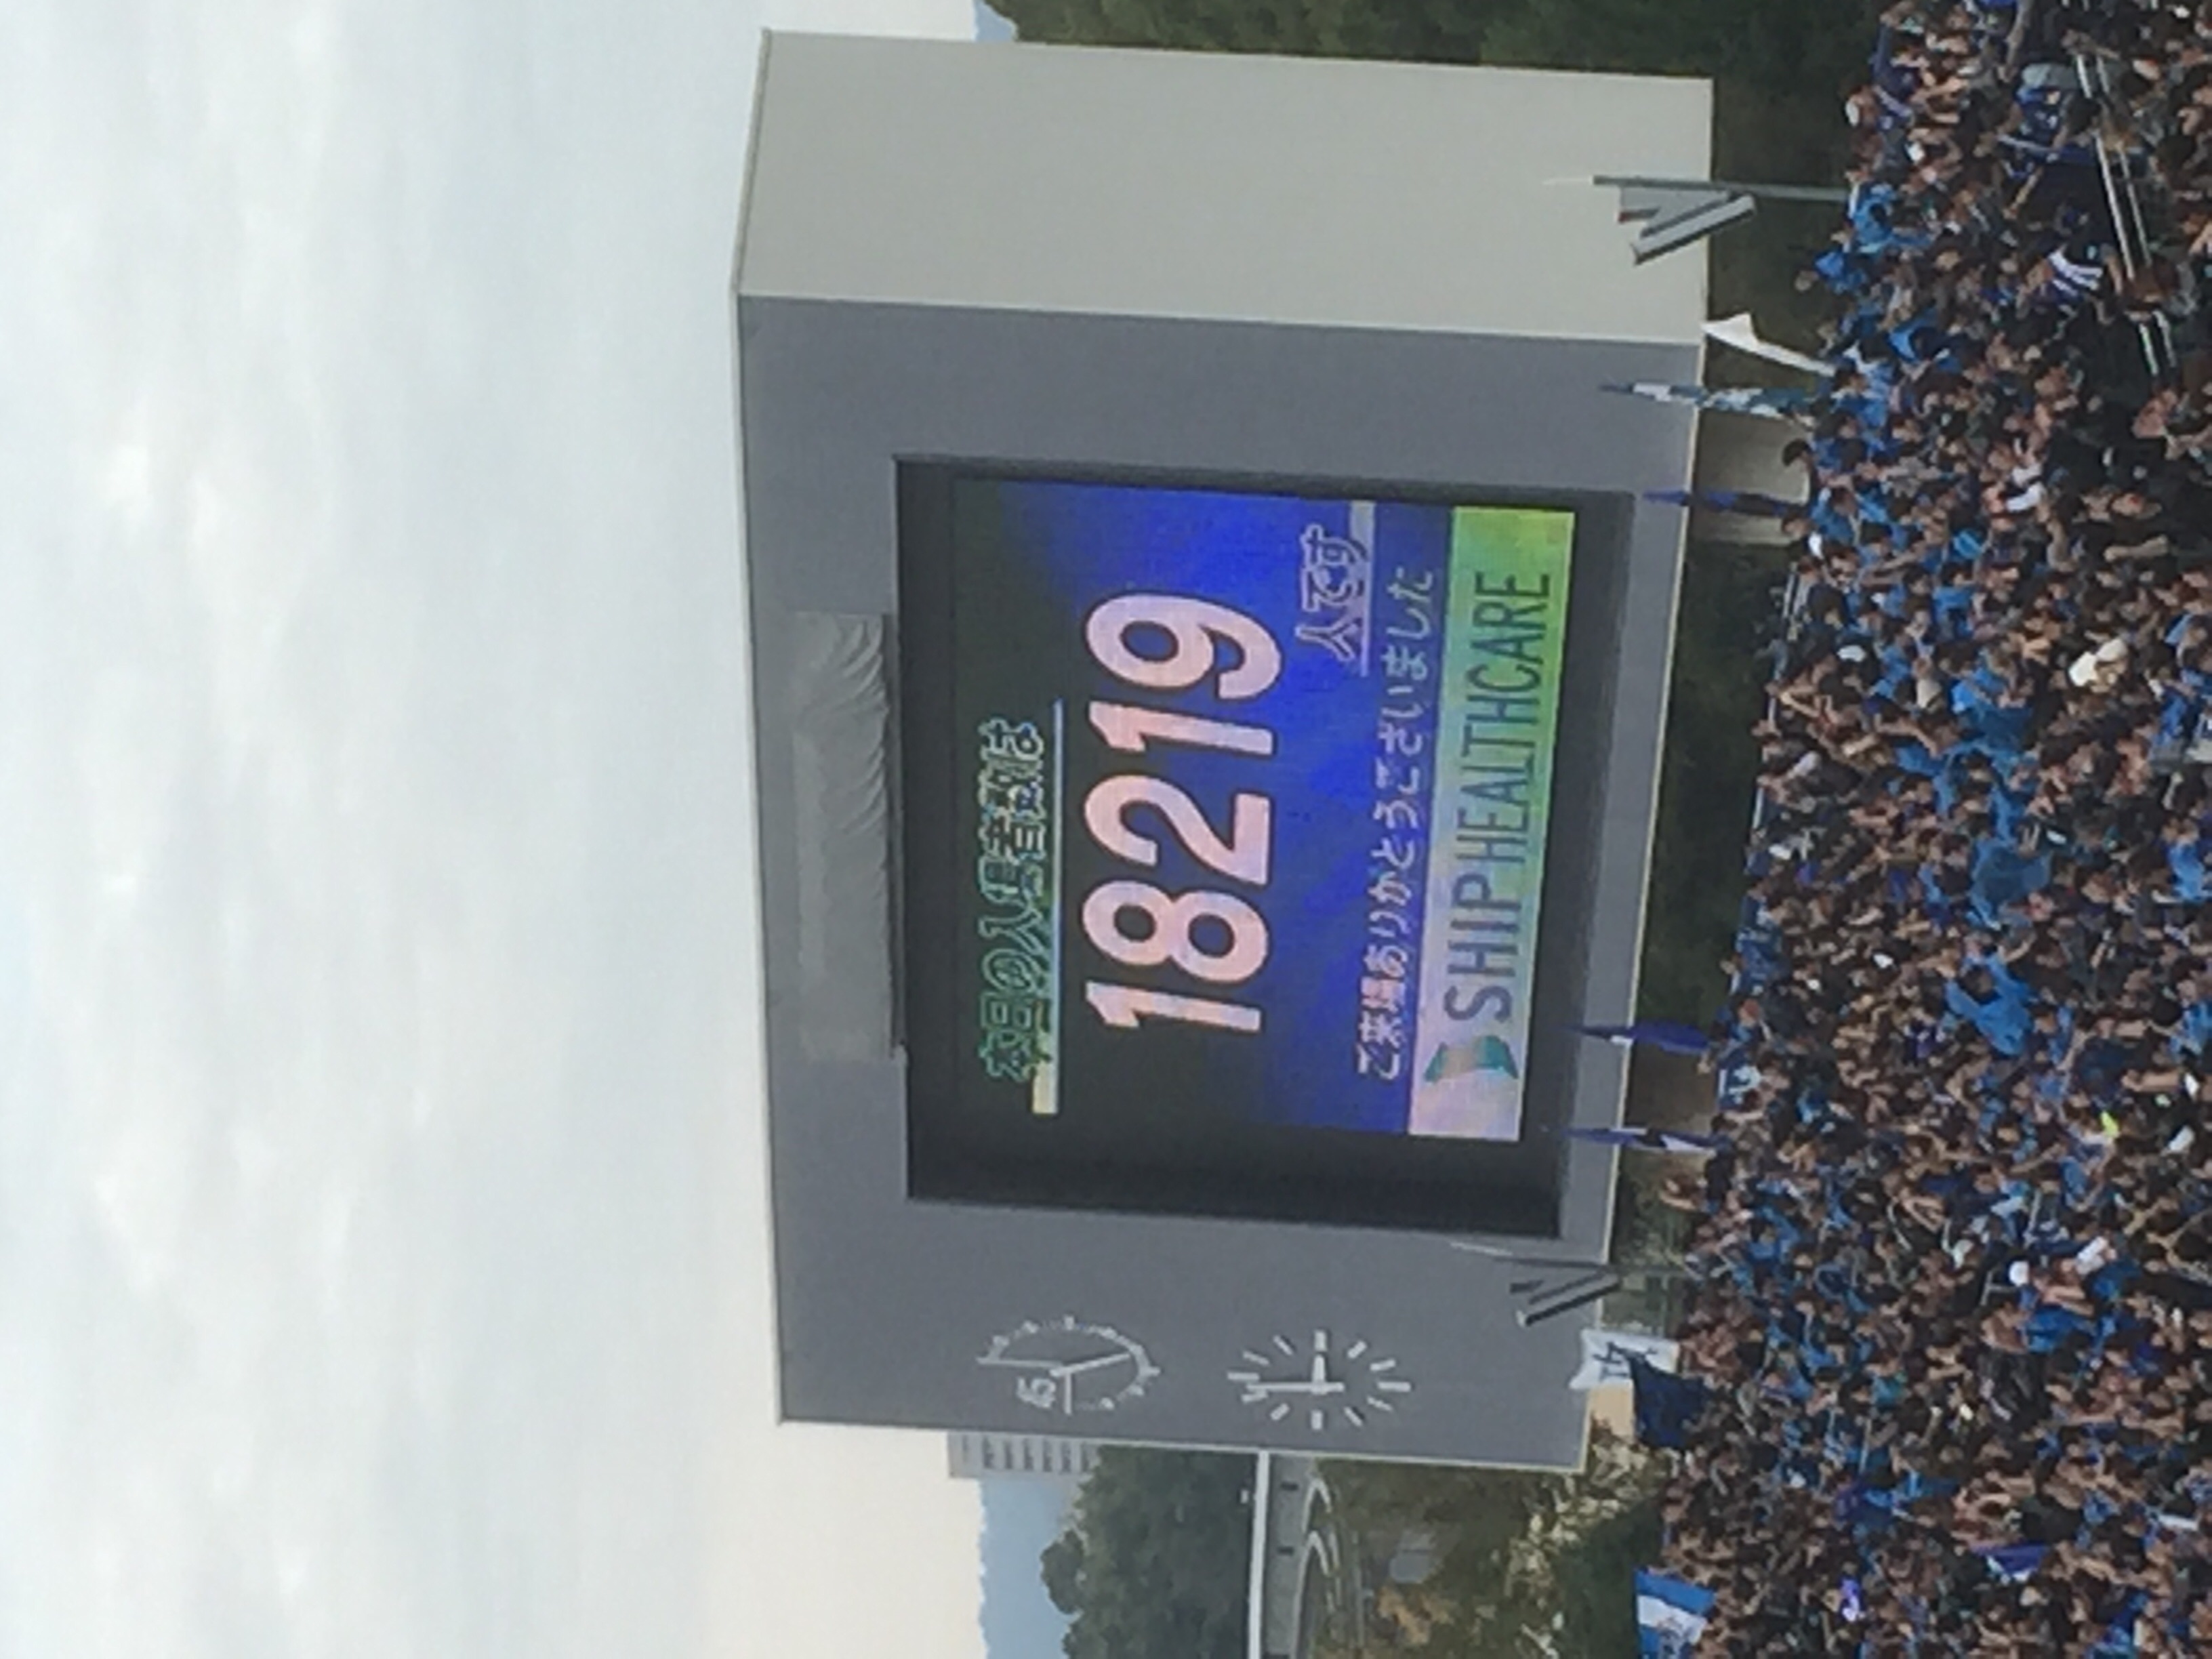 本日の入場者数は
18219
人です
ご来場ありがとうございました
SHIP HEALTHCARE
45